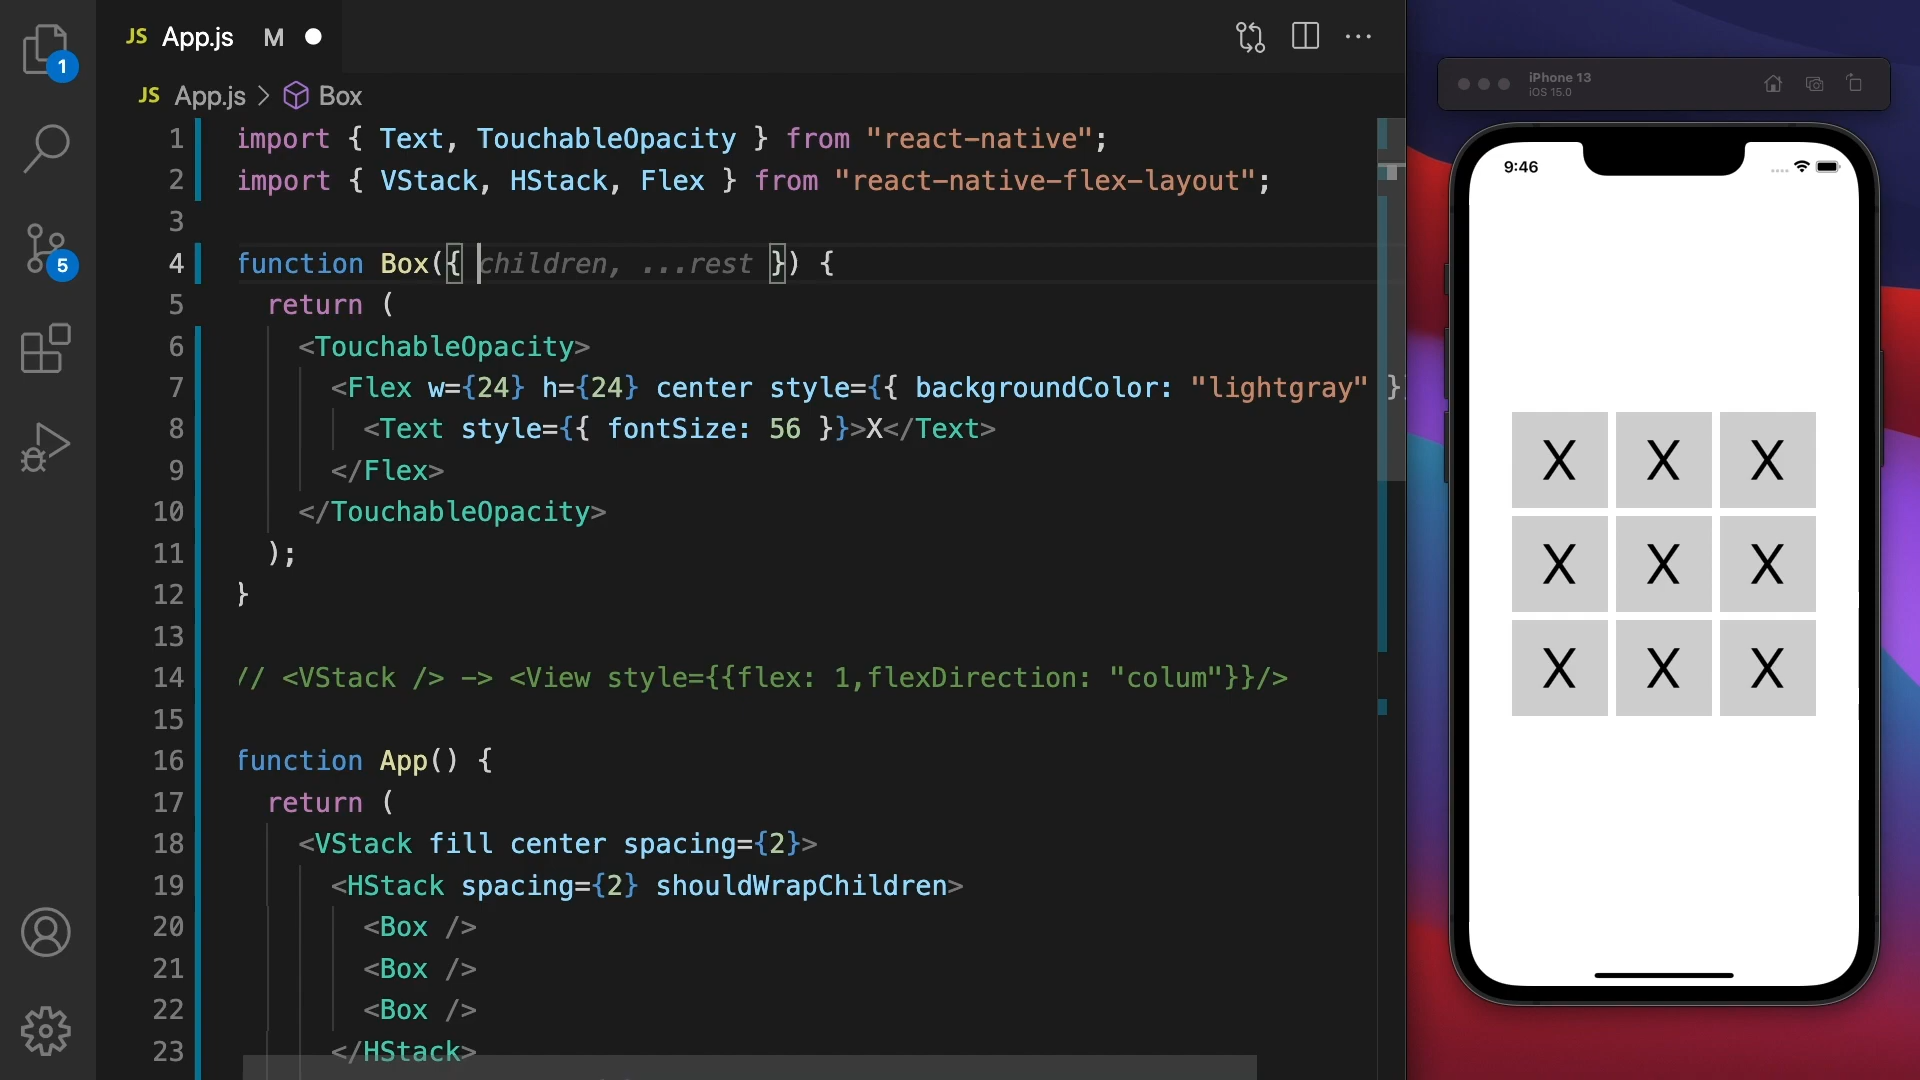 JS App.js M
JS App.js > Box
1 import { Text, TouchableOpacity } from "react-native";
2 import { VStack, HStack, Flex } from "react-native-flex-layout";
3
4 function Box({ children, ...rest }) {
5 return (
6 <TouchableOpacity>
7 <Flex w={24} h={24} center style={{ backgroundColor: "lightgray" }}
8 <Text style={{ fontSize: 56 }}>X</Text>
9 </Flex>
10 </TouchableOpacity>
11 );
12 }
13
14 // <VStack /> -> <View style={{flex: 1,flexDirection: "colum"}}/>
15
16 function App() {
17 return (
18 <VStack fill center spacing={2}>
19 <HStack spacing={2} shouldWrapChildren>
20 <Box />
21 <Box />
22 <Box />
23 </HStack>
1
5
iPhone 13
iOS 15.0
9:46
X X X
X X X
X X X